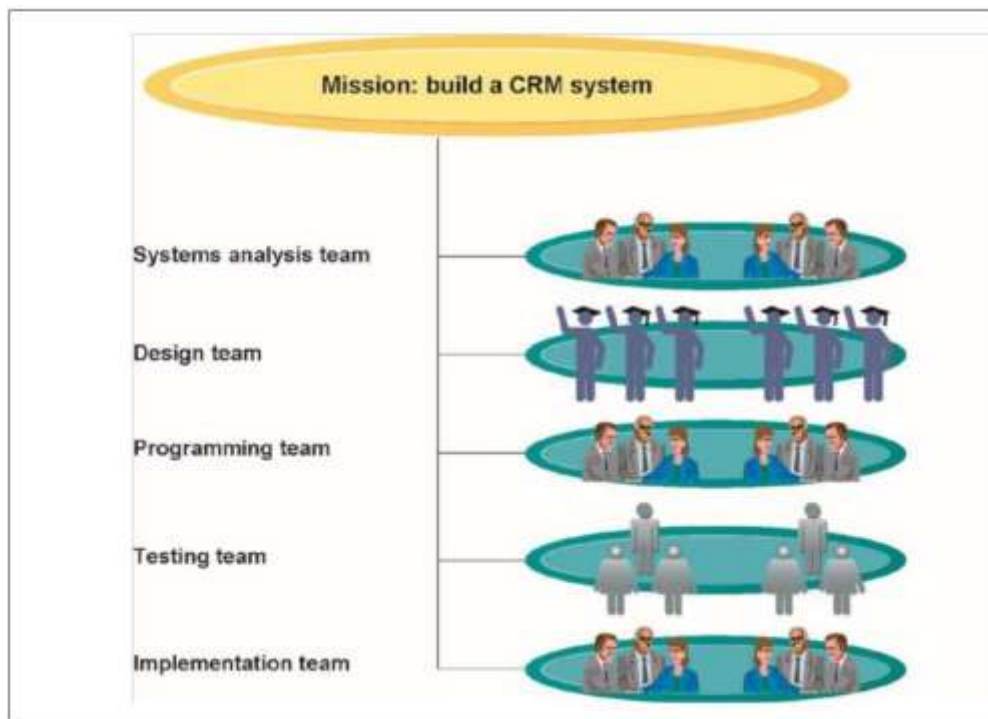 Mission: build a CRM system
Systems analysis team
Design team
Programming team
Testing team
Implementation team